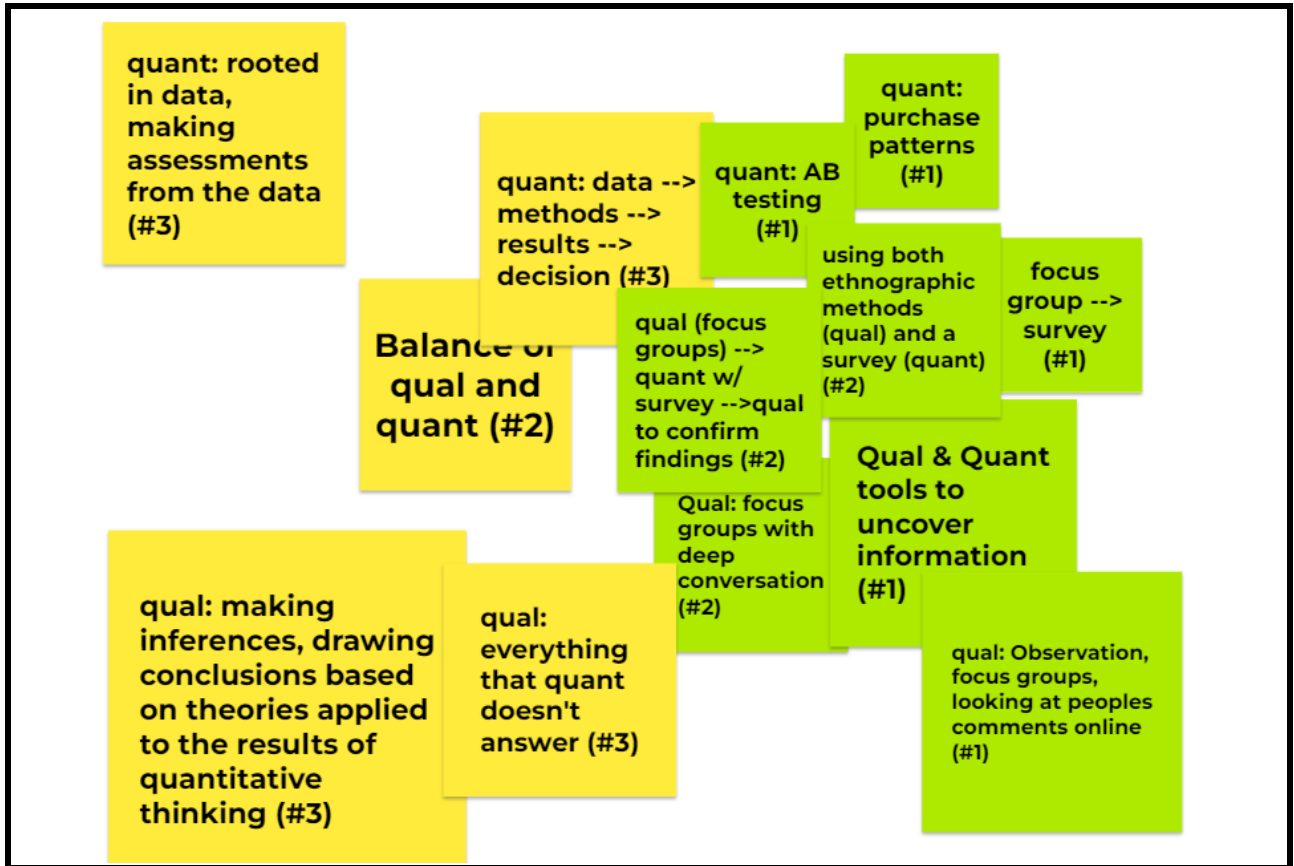 quant: rooted
in data,
making
assessments
from the data
(#3)
quant: data -->
methods -->
results -->
decision (#3)
quant: AB
testing
(#1)
quant:
purchase
patterns
(#1)
Balance of
qual and
quant (#2)
qual (focus
groups) -->
quant w/
survey -->qual
to confirm
findings (#2)
using both
ethnographic
methods
(qual) and a
survey (quant)
(#2)
focus
group -->
survey
(#1)
Qual: focus
groups with
deep
conversation
(#2)
Qual & Quant
tools to
uncover
information
(#1)
qual: making
inferences, drawing
conclusions based
on theories applied
to the results of
quantitative
thinking (#3)
qual:
everything
that quant
doesn't
answer (#3)
qual: Observation,
focus groups,
looking at peoples
comments online
(#1)